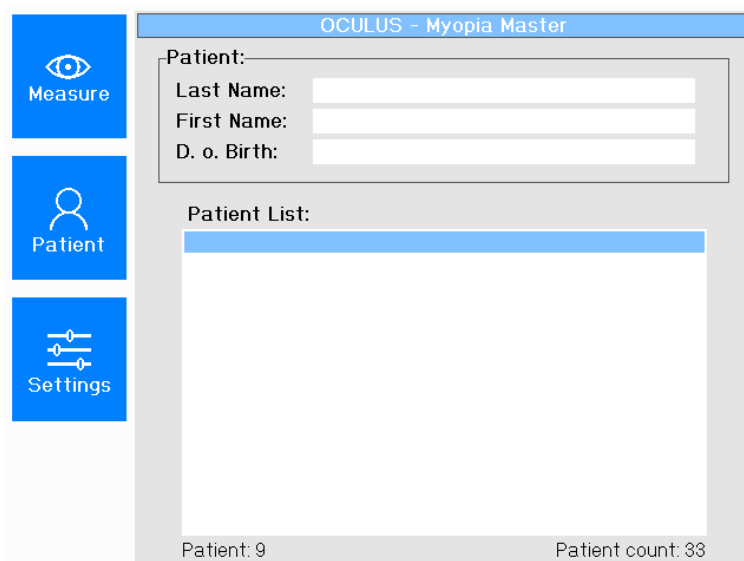 OCULUS - Myopia Master
Measure
Patient
Settings
Patient:
Last Name:
First Name:
D. o. Birth:
Patient List:
Patient: 9
Patient count: 33